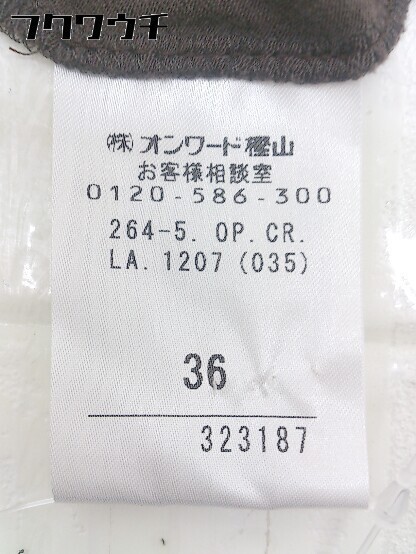 フクワウチ
㈱オンワード樫山
お客様相談室
0120-586-300
264-5. OP. CR.
LA. 1207 (035)
36
323187